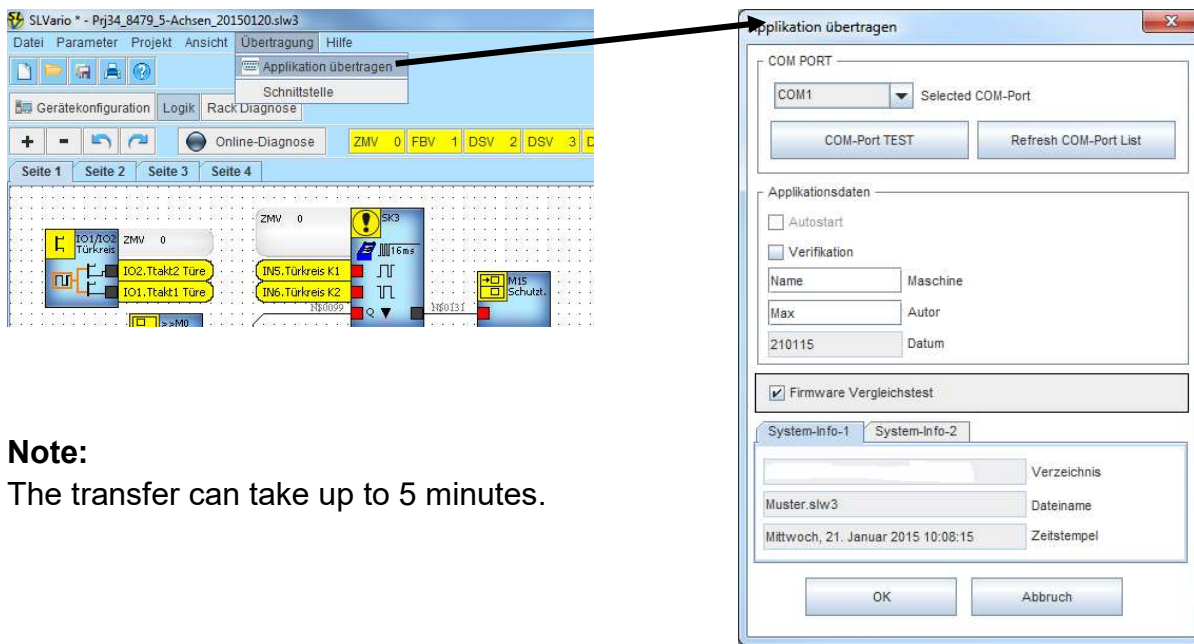 SLVario * - Prj34_8479_5-Achsen_20150120.slw3
Datei Parameter Projekt Ansicht Übertragung Hilfe
Applikation übertragen
Schnittstelle
Gerätekonfiguration Logik Rack Diagnose
+ - Online-Diagnose ZMV 0 FBV 1 DSV 2 DSV 3 D
Seite 1 Seite 2 Seite 3 Seite 4
ZMV 0 SK3
IO1/IO2 ZMV 0
Türkreis 16ms
IO2.Ttakt2 Türe IN5.Türkreis K1 M15
IO1.Ttakt1 Türe IN6.Türkreis K2 Schutzt.
N$0099 N$0131
>>M0 Q
Note:
The transfer can take up to 5 minutes.
Applikation übertragen
COM PORT
COM1 Selected COM-Port
COM-Port TEST Refresh COM-Port List
Applikationsdaten
Autostart
Verifikation
Name Maschine
Max Autor
210115 Datum
Firmware Vergleichstest
System-Info-1 System-Info-2
Verzeichnis
Muster.slw3 Dateiname
Mittwoch, 21. Januar 2015 10:08:15 Zeitstempel
OK Abbruch